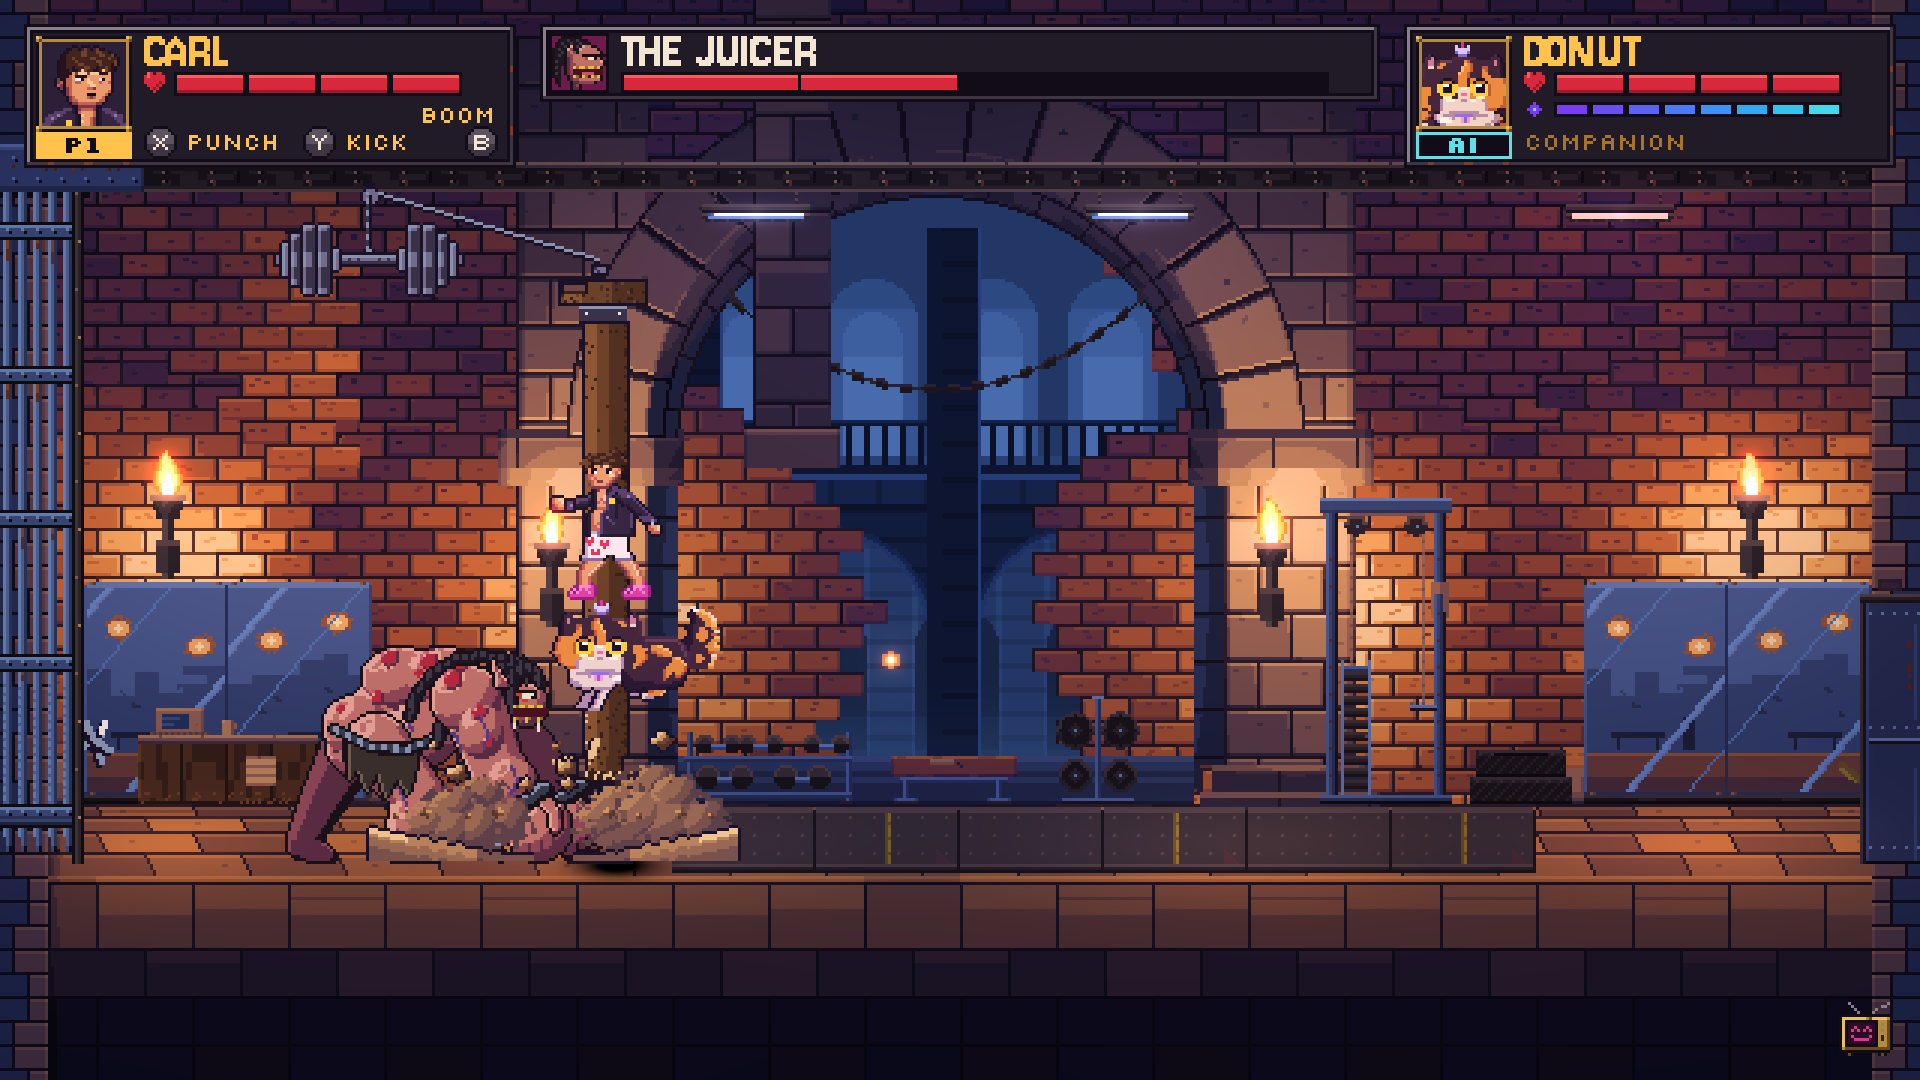 CARL
BOOM
P1
X PUNCH Y KICK B
THE JUICER
DONUT
AI
COMPANION